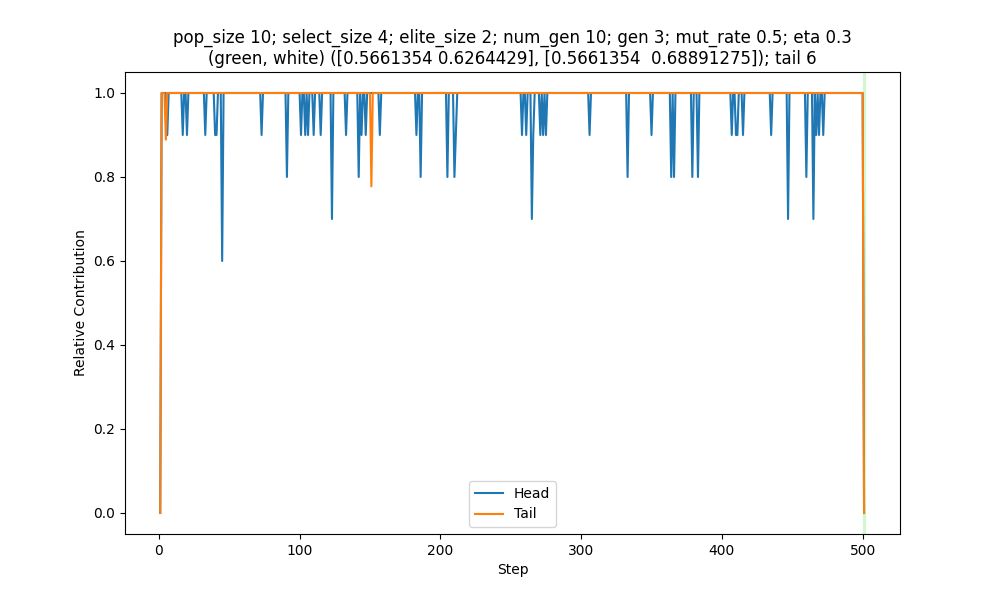 pop_size 10; select_size 4; elite_size 2; num_gen 10; gen 3; mut_rate 0.5; eta 0.3
(green, white) ([0.5661354 0.6264429], [0.5661354  0.68891275]); tail 6
1.0
0.8
0.6
0.4
0.2
0.0
Relative Contribution
Head
Tail
0
100
200
300
400
500
Step